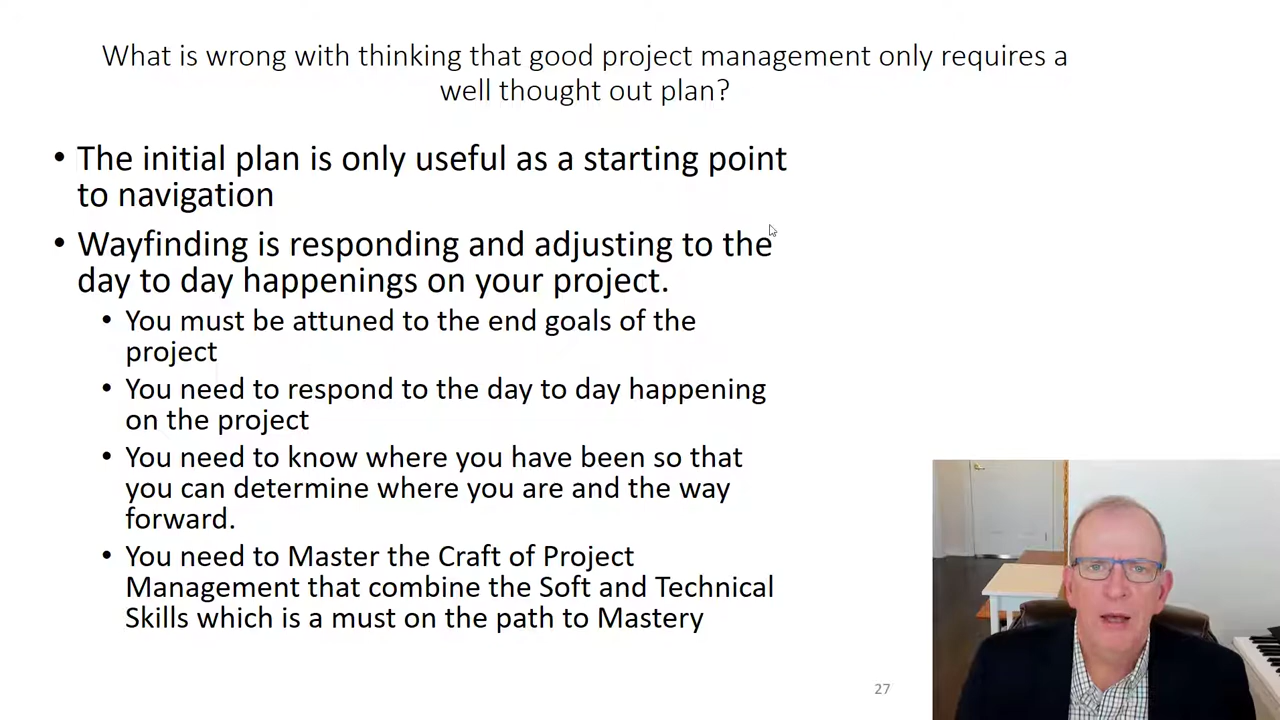 What is wrong with thinking that good project management only requires a
well thought out plan?
• The initial plan is only useful as a starting point
to navigation
• Wayfinding is responding and adjusting to the
day to day happenings on your project.
• You must be attuned to the end goals of the
project
• You need to respond to the day to day happening
on the project
• You need to know where you have been so that
you can determine where you are and the way
forward.
• You need to Master the Craft of Project
Management that combine the Soft and Technical
Skills which is a must on the path to Mastery
27